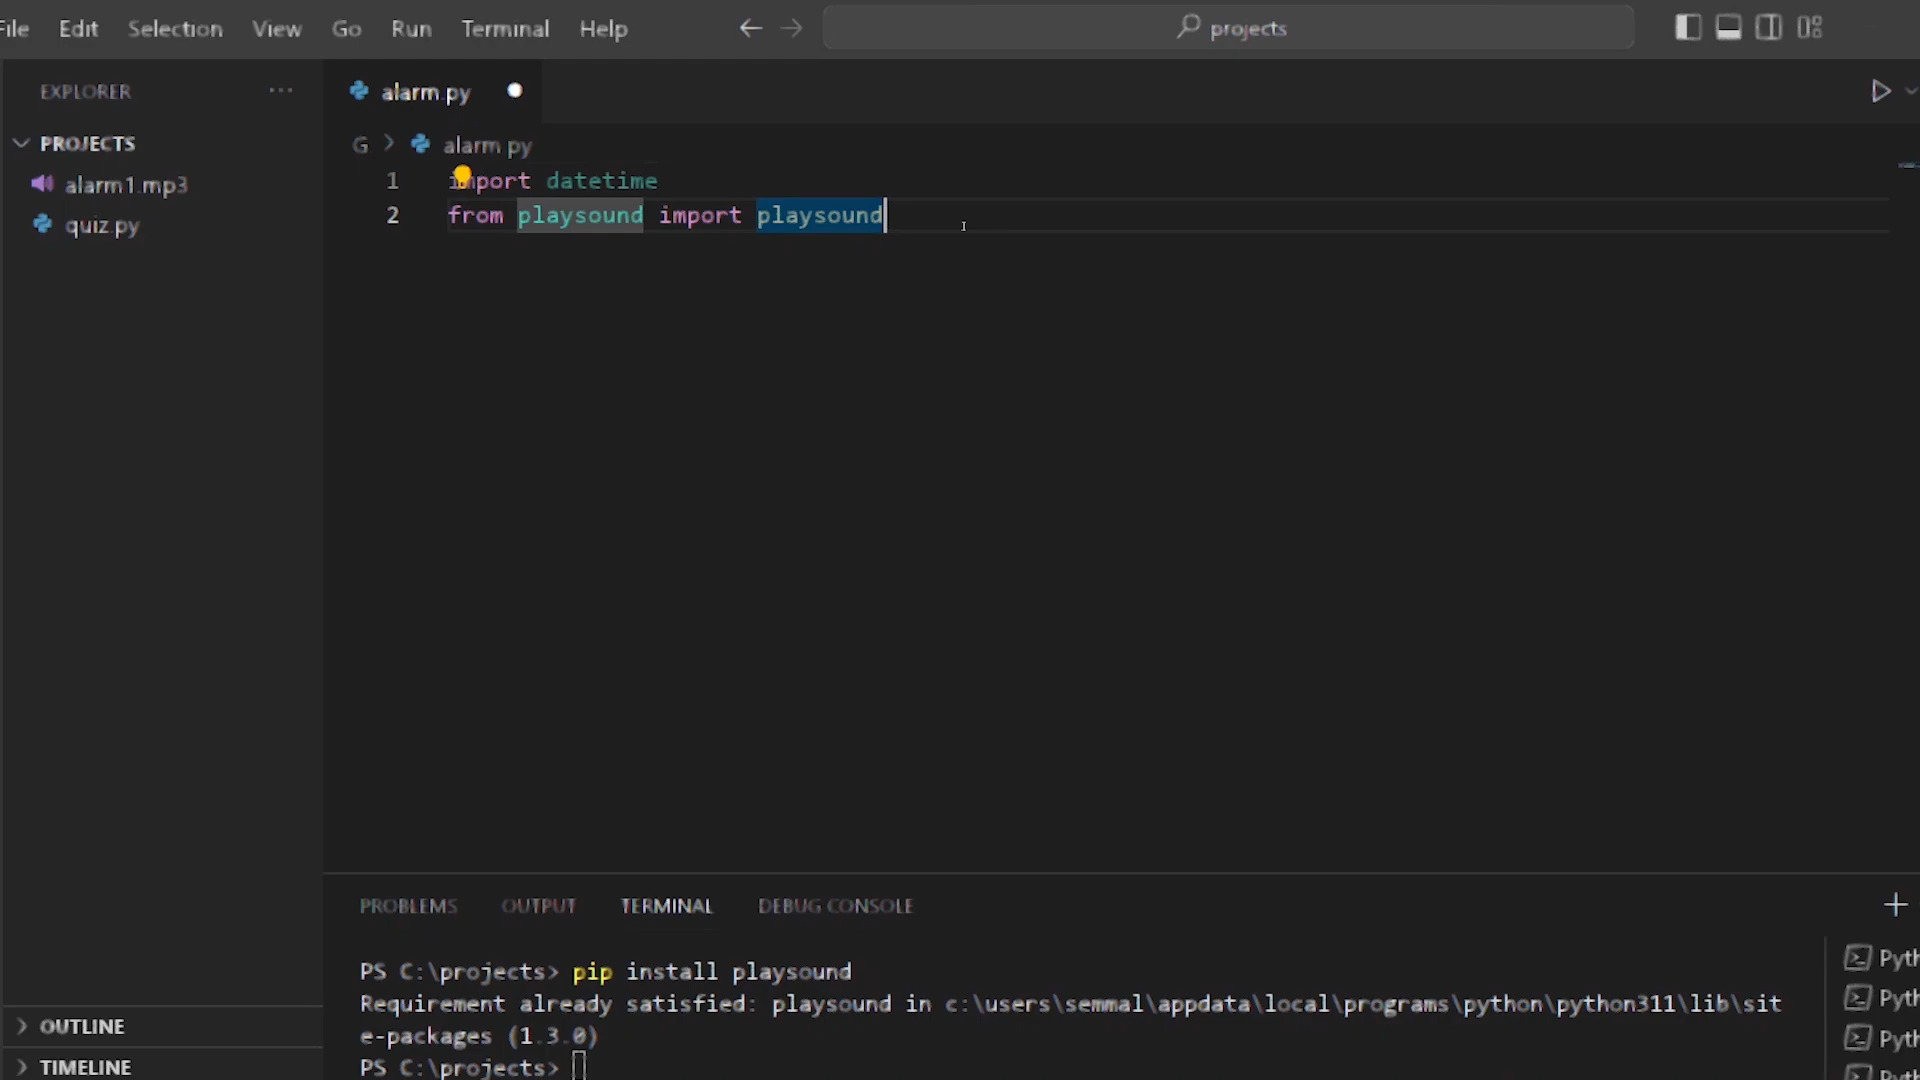 File Edit Selection View Go Run Terminal Help projects
EXPLORER
PROJECTS
alarm1.mp3
quiz.py
OUTLINE
TIMELINE
alarm.py
G > alarm.py
1 import datetime
2 from playsound import playsound
PROBLEMS OUTPUT TERMINAL DEBUG CONSOLE
PS C:\projects> pip install playsound
Requirement already satisfied: playsound in c:\users\semmal\appdata\local\programs\python\python311\lib\sit
e-packages (1.3.0)
PS C:\projects>
Pyth
Pyth
Pyth